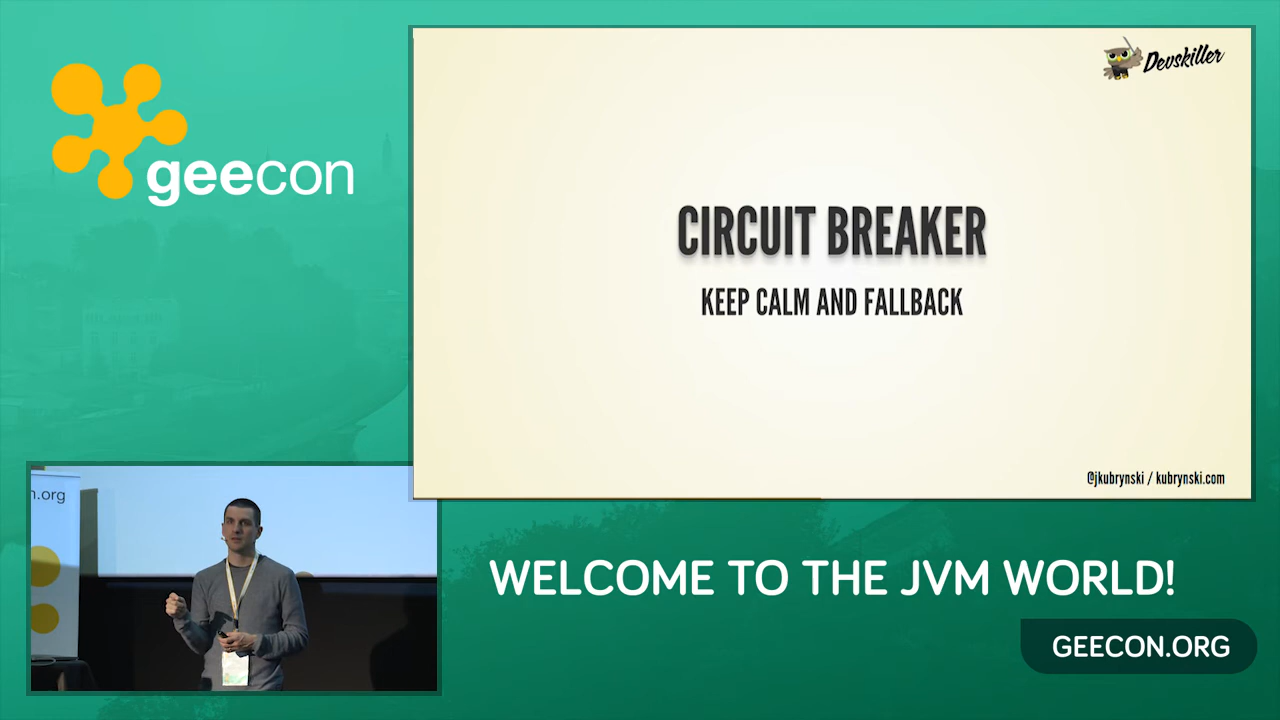 geecon
Devskiller
CIRCUIT BREAKER
KEEP CALM AND FALLBACK
@jkubrynski / kubrynski.com
n.org
WELCOME TO THE JVM WORLD!
GEECON.ORG